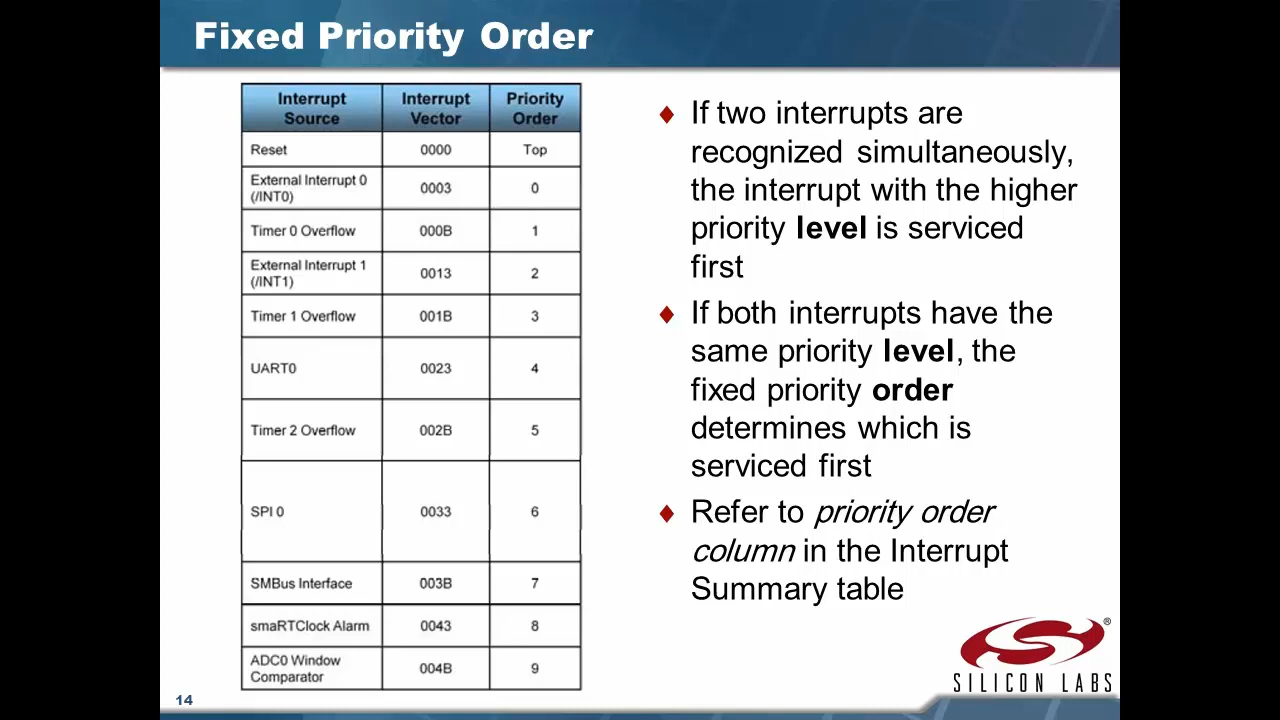 Fixed Priority Order
Interrupt Source Interrupt Vector Priority Order
Reset 0000 Top
External Interrupt 0 (/INT0) 0003 0
Timer 0 Overflow 000B 1
External Interrupt 1 (/INT1) 0013 2
Timer 1 Overflow 001B 3
UART0 0023 4
Timer 2 Overflow 002B 5
SPI 0 0033 6
SMBus Interface 003B 7
smaRTClock Alarm 0043 8
ADC0 Window Comparator 004B 9
♦ If two interrupts are
recognized simultaneously,
the interrupt with the higher
priority level is serviced
first
♦ If both interrupts have the
same priority level, the
fixed priority order
determines which is
serviced first
♦ Refer to priority order
column in the Interrupt
Summary table
®
SILICON LABS
14